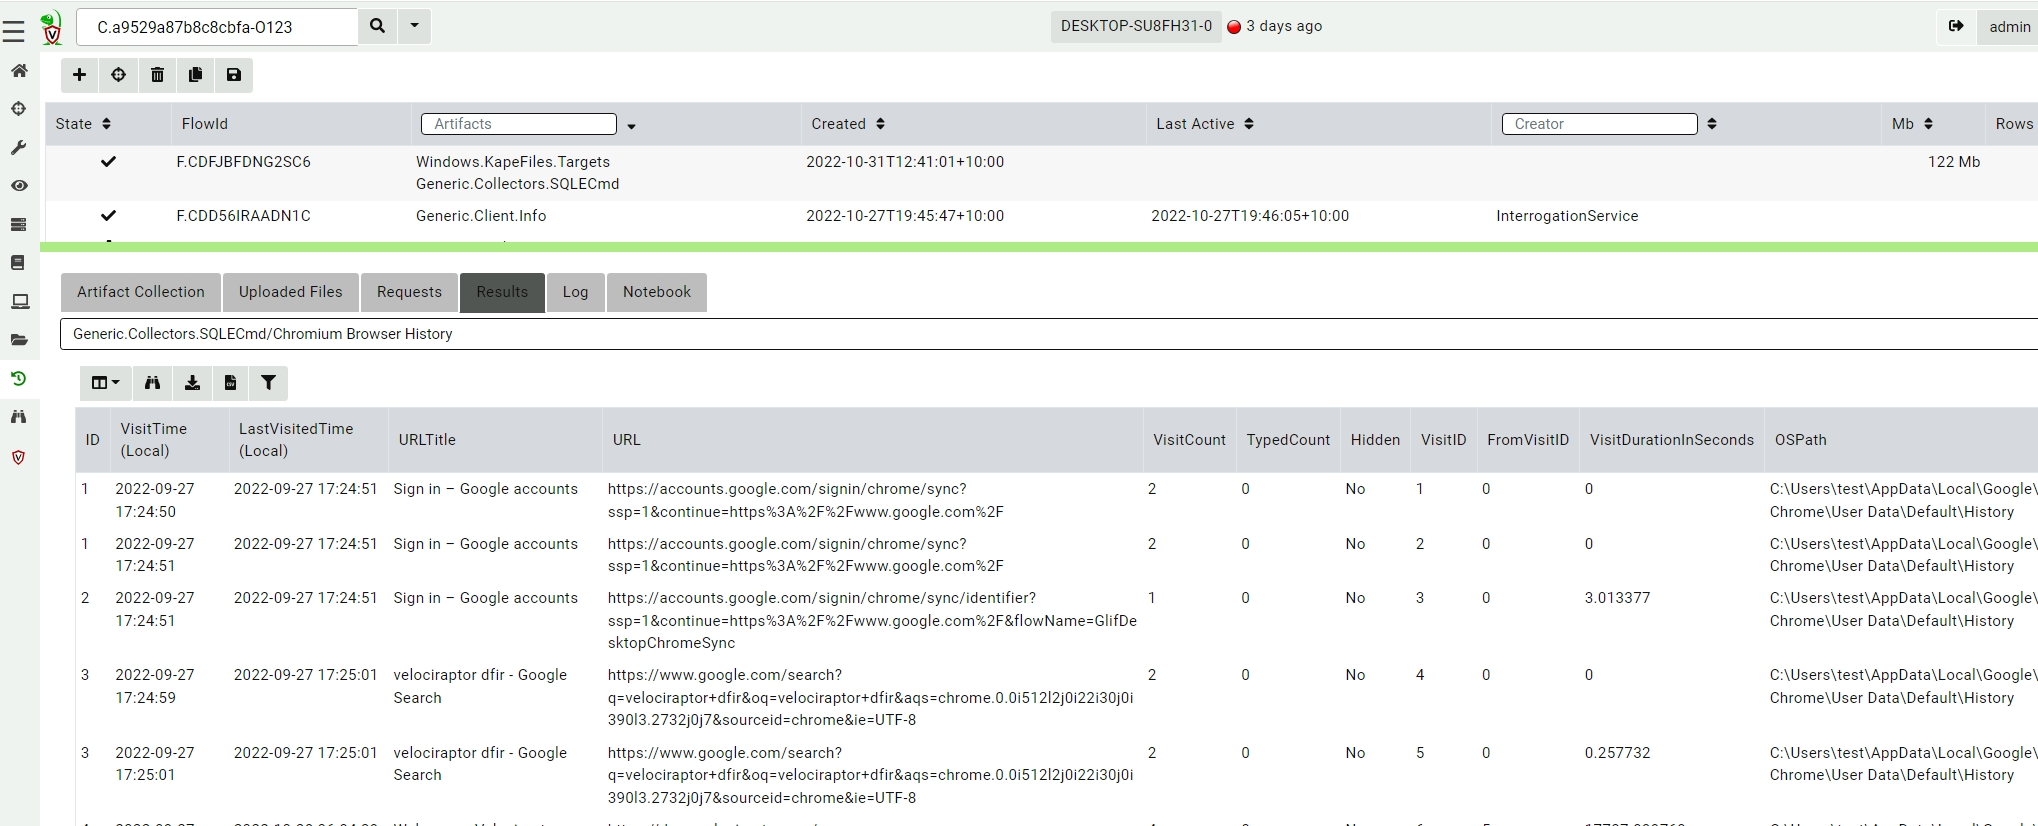 C.a9529a87b8c8cbfa-O123
DESKTOP-SU8FH31-0
3 days ago
admin
State
FlowId
Artifacts
Created
Last Active
Creator
Mb
Rows
F.CDFJBFDNG2SC6
Windows.KapeFiles.Targets
Generic.Collectors.SQLECmd
2022-10-31T12:41:01+10:00
122 Mb
F.CDD56IRAADN1C
Generic.Client.Info
2022-10-27T19:45:47+10:00
2022-10-27T19:46:05+10:00
InterrogationService
Artifact Collection
Uploaded Files
Requests
Results
Log
Notebook
Generic.Collectors.SQLECmd/Chromium Browser History
ID
VisitTime
(Local)
LastVisitedTime
(Local)
URLTitle
URL
VisitCount
TypedCount
Hidden
VisitID
FromVisitID
VisitDurationInSeconds
OSPath
1
2022-09-27
17:24:50
2022-09-27 17:24:51
Sign in – Google accounts
https://accounts.google.com/signin/chrome/sync?
ssp=1&continue=https%3A%2F%2Fwww.google.com%2F
2
0
No
1
0
0
C:\Users\test\AppData\Local\Google\
Chrome\User Data\Default\History
1
2022-09-27
17:24:51
2022-09-27 17:24:51
Sign in – Google accounts
https://accounts.google.com/signin/chrome/sync?
ssp=1&continue=https%3A%2F%2Fwww.google.com%2F
2
0
No
2
0
0
C:\Users\test\AppData\Local\Google\
Chrome\User Data\Default\History
2
2022-09-27
17:24:51
2022-09-27 17:24:51
Sign in – Google accounts
https://accounts.google.com/signin/chrome/sync/identifier?
ssp=1&continue=https%3A%2F%2Fwww.google.com%2F&flowName=GlifDe
sktopChromeSync
1
0
No
3
0
3.013377
C:\Users\test\AppData\Local\Google\
Chrome\User Data\Default\History
3
2022-09-27
17:24:59
2022-09-27 17:25:01
velociraptor dfir - Google
Search
https://www.google.com/search?
q=velociraptor+dfir&oq=velociraptor+dfir&aqs=chrome.0.0i512l2j0i22i30j0i
390l3.2732j0j7&sourceid=chrome&ie=UTF-8
2
0
No
4
0
0
C:\Users\test\AppData\Local\Google\
Chrome\User Data\Default\History
3
2022-09-27
17:25:01
2022-09-27 17:25:01
velociraptor dfir - Google
Search
https://www.google.com/search?
q=velociraptor+dfir&oq=velociraptor+dfir&aqs=chrome.0.0i512l2j0i22i30j0i
390l3.2732j0j7&sourceid=chrome&ie=UTF-8
2
0
No
5
0
0.257732
C:\Users\test\AppData\Local\Google\
Chrome\User Data\Default\History